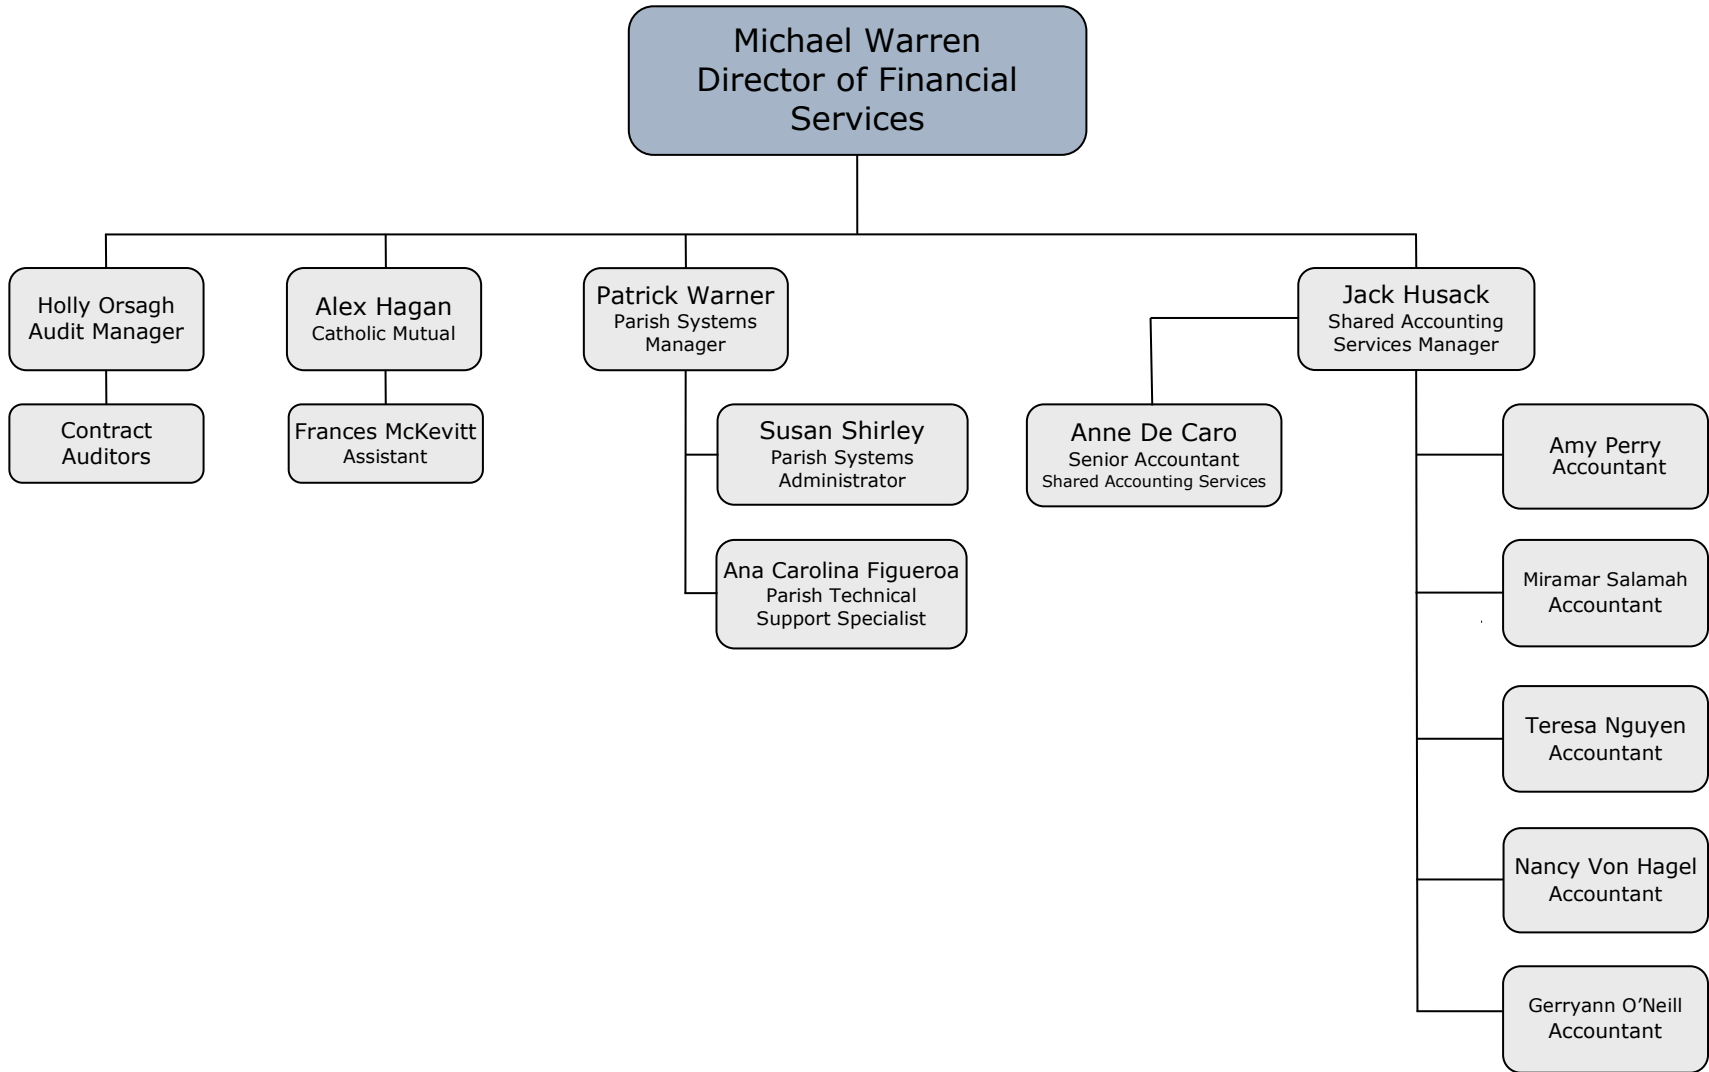 Michael Warren
Director of Financial
Services
Holly Orsagh
Audit Manager
Alex Hagan
Catholic Mutual
Patrick Warner
Parish Systems
Manager
Jack Husack
Shared Accounting
Services Manager
Contract
Auditors
Frances McKevitt
Assistant
Susan Shirley
Parish Systems
Administrator
Anne De Caro
Senior Accountant
Shared Accounting Services
Amy Perry
Accountant
Ana Carolina Figueroa
Parish Technical
Support Specialist
Miramar Salamah
Accountant
Teresa Nguyen
Accountant
Nancy Von Hagel
Accountant
Gerryann O’Neill
Accountant